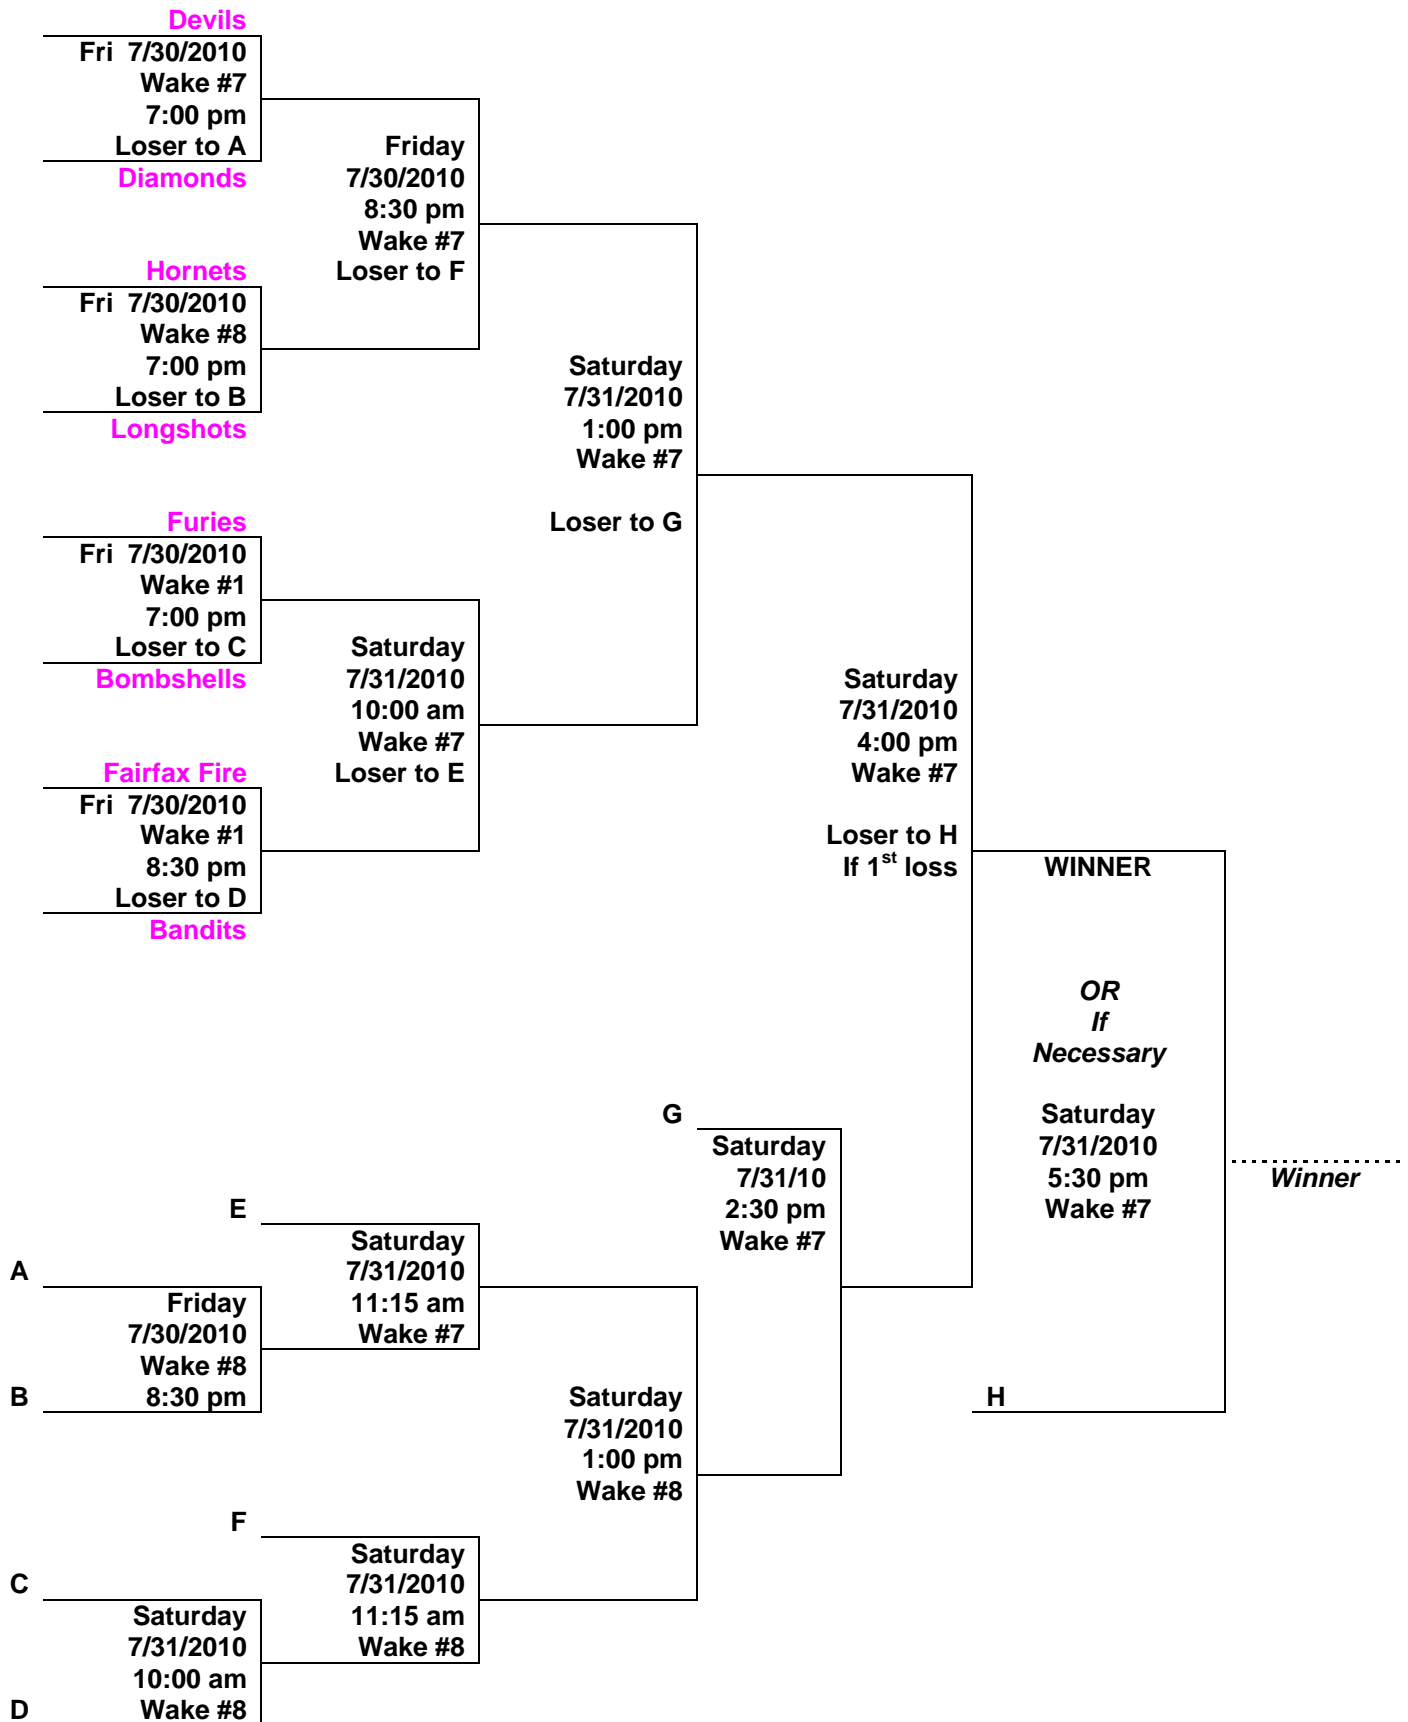 Devils
Fri 7/30/2010
Wake #7
7:00 pm
Loser to A
Diamonds
Friday
7/30/2010
8:30 pm
Wake #7
Loser to F
Hornets
Fri 7/30/2010
Wake #8
7:00 pm
Loser to B
Longshots
Saturday
7/31/2010
1:00 pm
Wake #7
Loser to G
Furies
Fri 7/30/2010
Wake #1
7:00 pm
Loser to C
Bombshells
Saturday
7/31/2010
10:00 am
Wake #7
Loser to E
Fairfax Fire
Fri 7/30/2010
Wake #1
8:30 pm
Loser to D
Bandits
Saturday
7/31/2010
4:00 pm
Wake #7
Loser to H
If 1st loss
WINNER
OR
If
Necessary
Saturday
7/31/2010
5:30 pm
Wake #7
Winner
G
Saturday
7/31/10
2:30 pm
Wake #7
E
Saturday
7/31/2010
11:15 am
Wake #7
A
Friday
7/30/2010
Wake #8
8:30 pm
B
Saturday
7/31/2010
1:00 pm
Wake #8
H
F
Saturday
7/31/2010
11:15 am
Wake #8
C
Saturday
7/31/2010
10:00 am
Wake #8
D